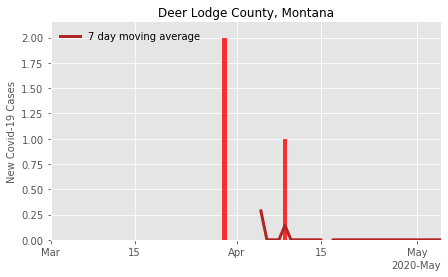 Deer Lodge County, Montana
7 day moving average
New Covid-19 Cases
2.00
1.75
1.50
1.25
1.00
0.75
0.50
0.25
0.00
Mar 15 Apr 15 May
2020-May